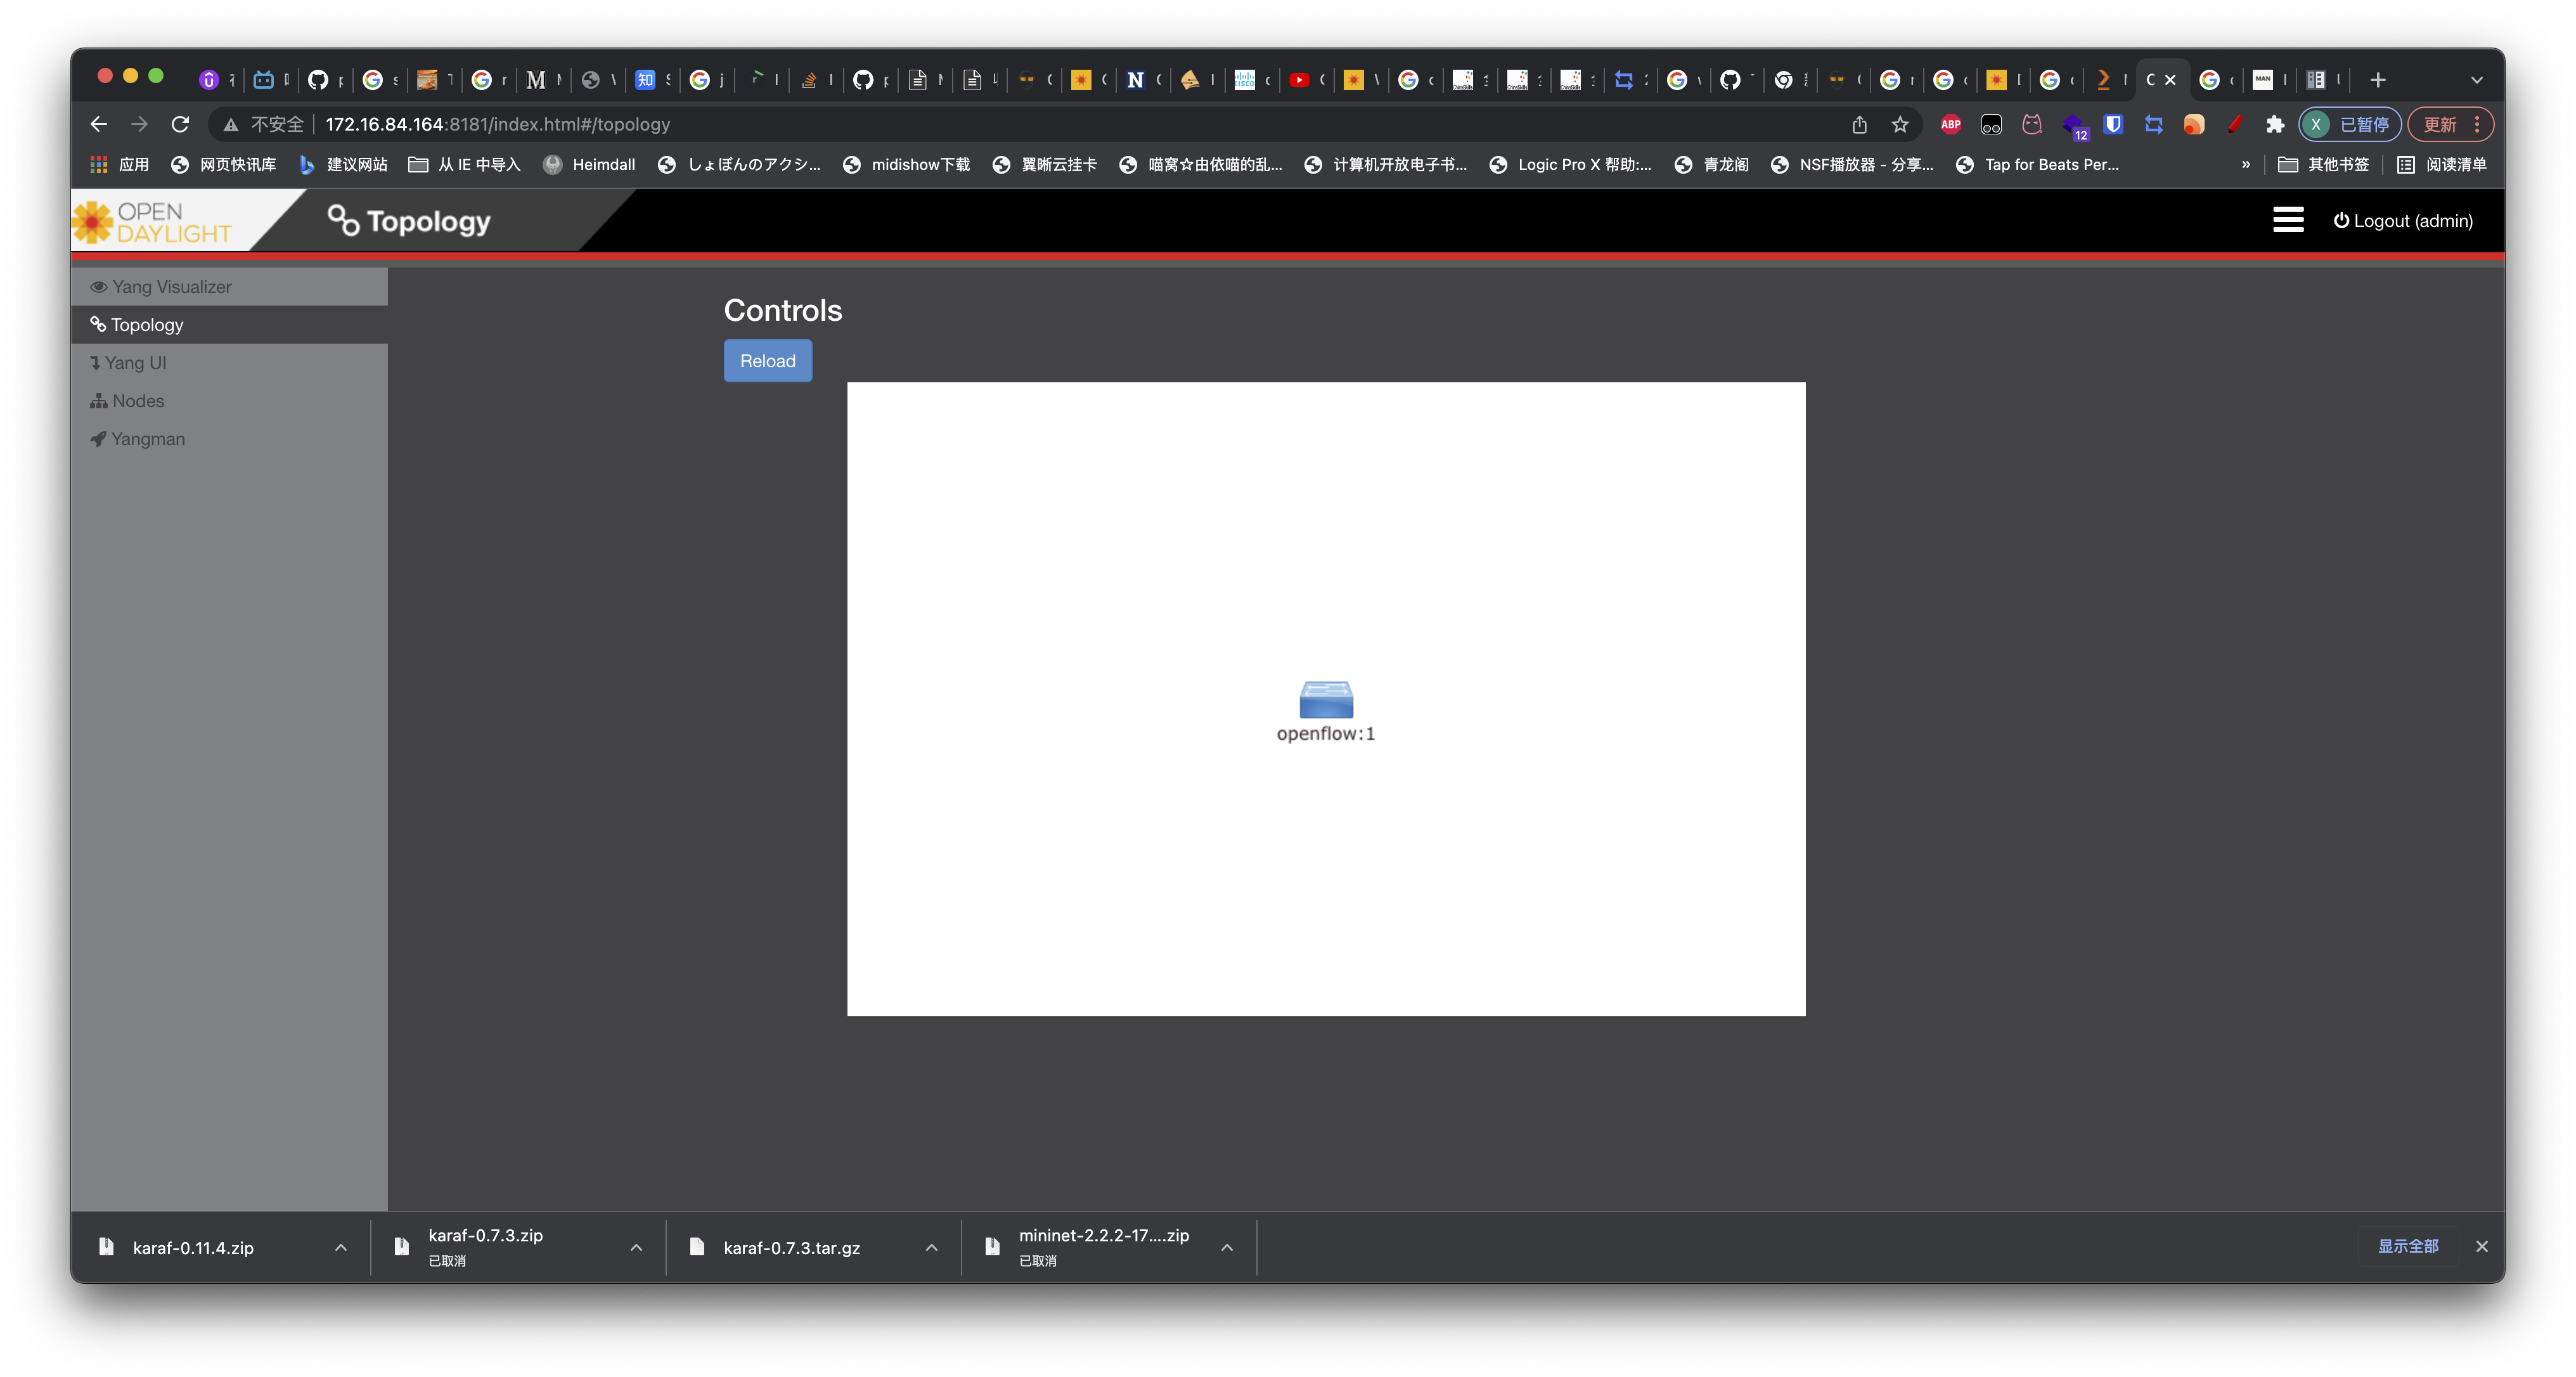 不安全 172.16.84.164:8181/index.html#/topology
ABP
12
X 已暂停
更新
应用
网页快讯库
建议网站
从 IE 中导入
Heimdall
しょぼんのアクシ...
midishow下载
翼晰云挂卡
喵窝☆由依喵的乱...
计算机开放电子书...
Logic Pro X 帮助:...
青龙阁
NSF播放器 - 分享...
Tap for Beats Per...
»
其他书签
阅读清单
OPEN
DAYLIGHT
Topology
Logout (admin)
Yang Visualizer
Topology
Yang UI
Nodes
Yangman
Controls
Reload
openflow:1
karaf-0.11.4.zip
karaf-0.7.3.zip
已取消
karaf-0.7.3.tar.gz
mininet-2.2.2-17....zip
已取消
显示全部